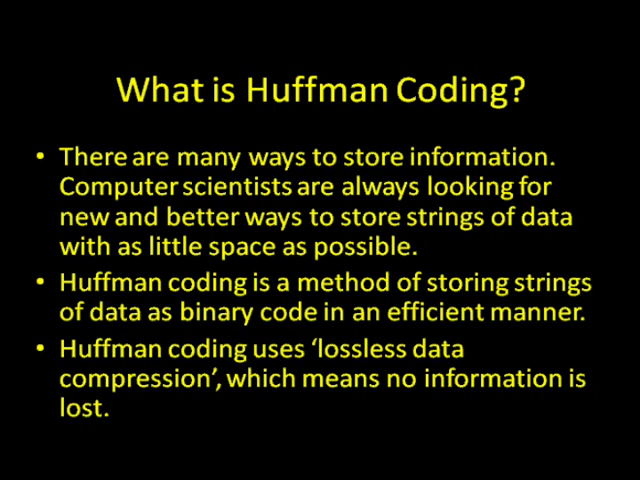 What is Huffman Coding?
• There are many ways to store information.
Computer scientists are always looking for
new and better ways to store strings of data
with as little space as possible.
• Huffman coding is a method of storing strings
of data as binary code in an efficient manner.
• Huffman coding uses ‘lossless data
compression’, which means no information is
lost.